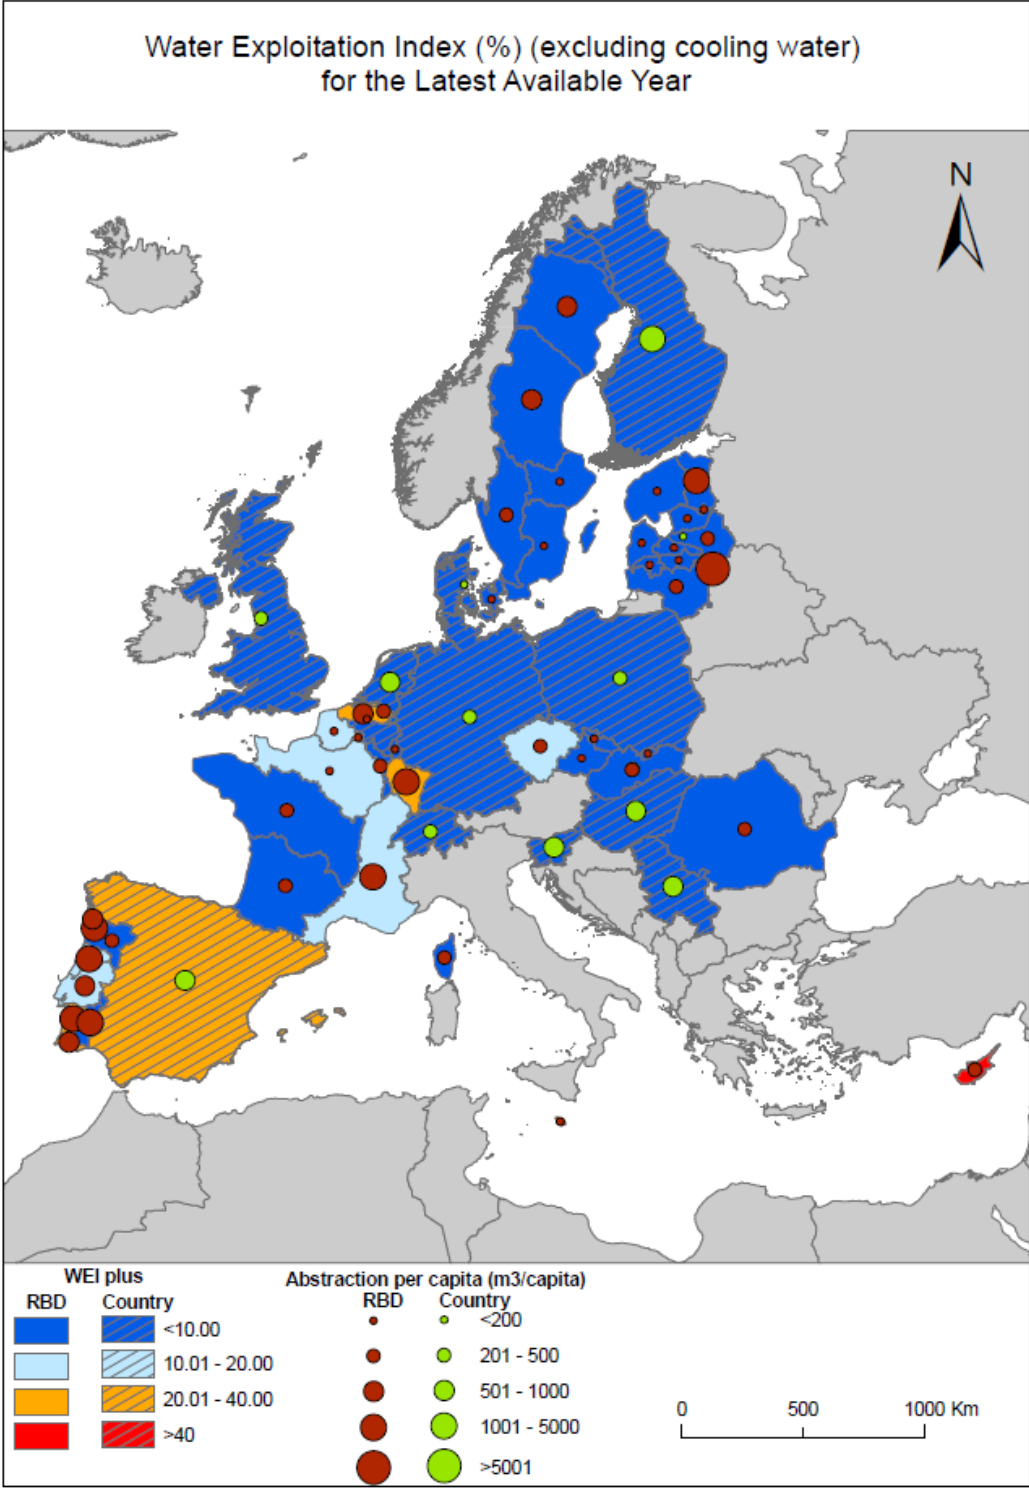 Water Exploitation Index (%) (excluding cooling water)
for the Latest Available Year
N
WEI plus
RBD Country
<10.00
10.01 - 20.00
20.01 - 40.00
>40
Abstraction per capita (m3/capita)
RBD Country
<200
201 - 500
501 - 1000
1001 - 5000
>5001
0 500 1000 Km